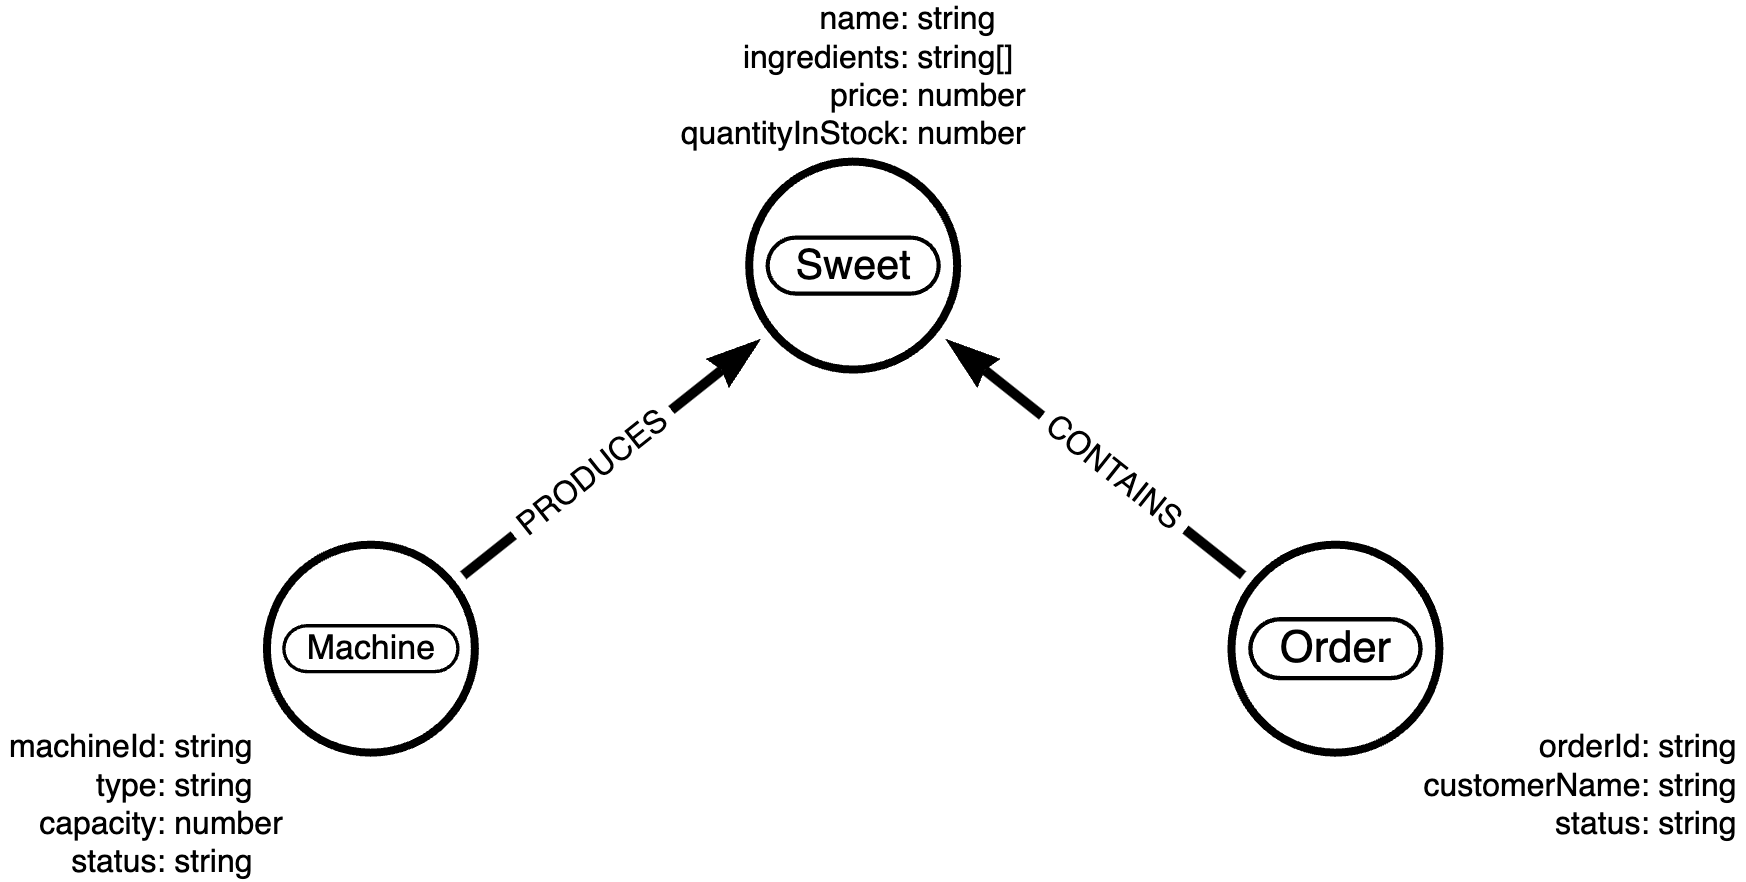 name: string
ingredients: string[]
price: number
quantityInStock: number
Sweet
PRODUCES
CONTAINS
Machine
Order
machineId: string
type: string
capacity: number
status: string
orderId: string
customerName: string
status: string